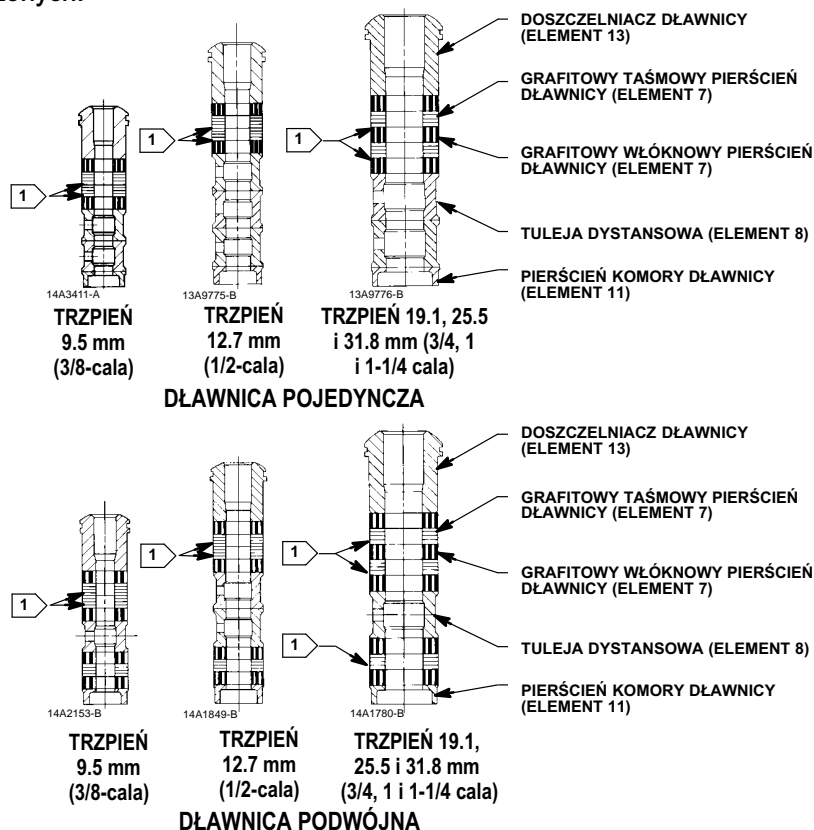 DOSZCZELNIACZ DŁAWNICY
(ELEMENT 13)
GRAFITOWY TAŚMOWY PIERŚCIEŃ
DŁAWNICY (ELEMENT 7)
GRAFITOWY WŁÓKNOWY PIERŚCIEŃ
DŁAWNICY (ELEMENT 7)
TULEJA DYSTANSOWA (ELEMENT 8)
PIERŚCIEŃ KOMORY DŁAWNICY
(ELEMENT 11)
1
1
1
14A3411-A
13A9775-B
13A9776-B
TRZPIEŃ
9.5 mm
(3/8-cala)
TRZPIEŃ
12.7 mm
(1/2-cala)
TRZPIEŃ 19.1, 25.5
i 31.8 mm (3/4, 1
i 1-1/4 cala)
DŁAWNICA POJEDYNCZA
DOSZCZELNIACZ DŁAWNICY
(ELEMENT 13)
GRAFITOWY TAŚMOWY PIERŚCIEŃ
DŁAWNICY (ELEMENT 7)
GRAFITOWY WŁÓKNOWY PIERŚCIEŃ
DŁAWNICY (ELEMENT 7)
TULEJA DYSTANSOWA (ELEMENT 8)
PIERŚCIEŃ KOMORY DŁAWNICY
(ELEMENT 11)
1
1
1
1
14A2153-B
14A1849-B
14A1780-B
TRZPIEŃ
9.5 mm
(3/8-cala)
TRZPIEŃ
12.7 mm
(1/2-cala)
TRZPIEŃ 19.1,
25.5 i 31.8 mm
(3/4, 1 i 1-1/4 cala)
DŁAWNICA PODWÓJNA